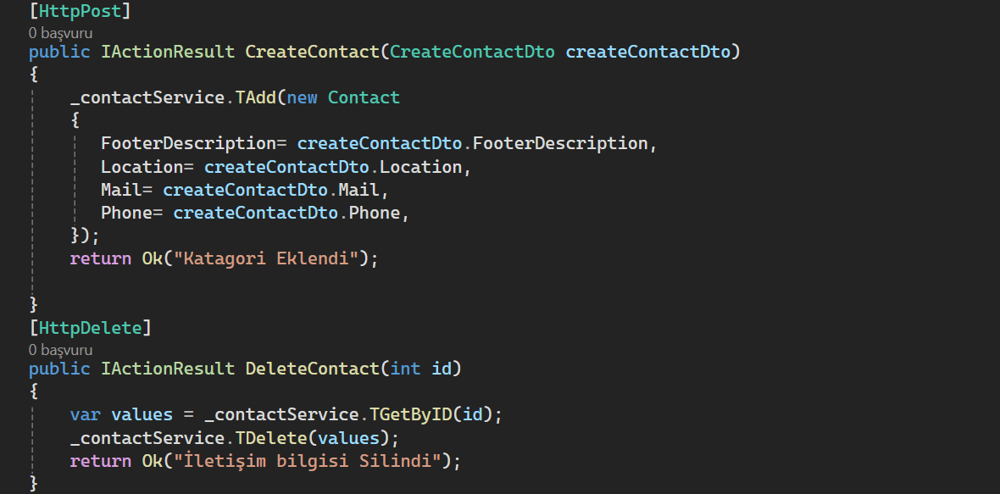 [HttpPost]
0 başvuru
public IActionResult CreateContact(CreateContactDto createContactDto)
{
_contactService.TAdd(new Contact
{
FooterDescription= createContactDto.FooterDescription,
Location= createContactDto.Location,
Mail= createContactDto.Mail,
Phone= createContactDto.Phone,
});
return Ok("Katagori Eklendi");
}
[HttpDelete]
0 başvuru
public IActionResult DeleteContact(int id)
{
var values = _contactService.TGetByID(id);
_contactService.TDelete(values);
return Ok("İletişim bilgisi Silindi");
}